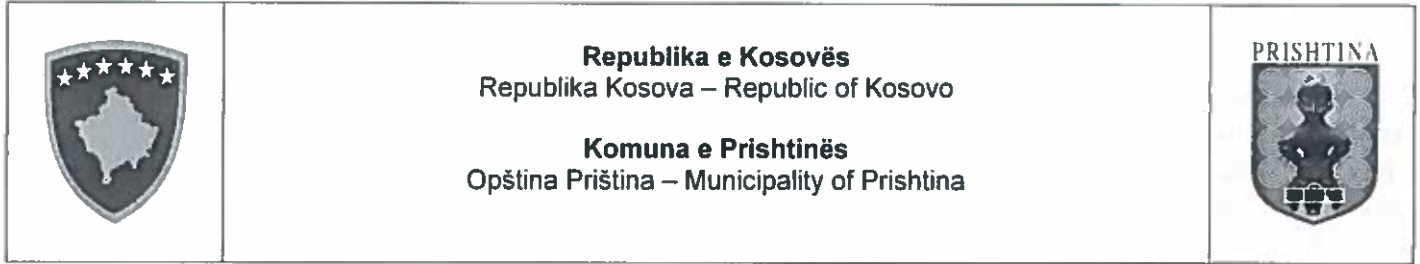 Republika e Kosovës
Republika Kosova – Republic of Kosovo
Komuna e Prishtinës
Opština Priština – Municipality of Prishtina
PRISHTINA